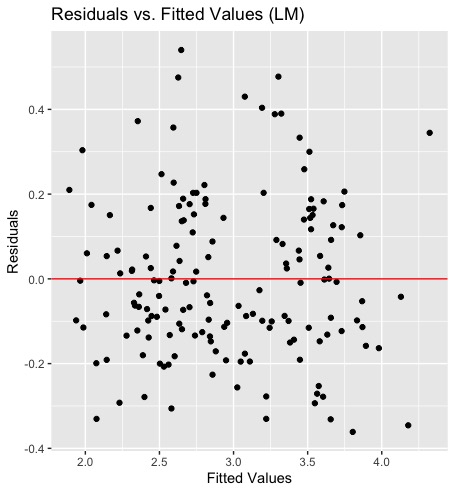 Residuals vs. Fitted Values (LM)
Residuals
0.4
0.2
0.0
-0.2
-0.4
2.0 2.5 3.0 3.5 4.0
Fitted Values